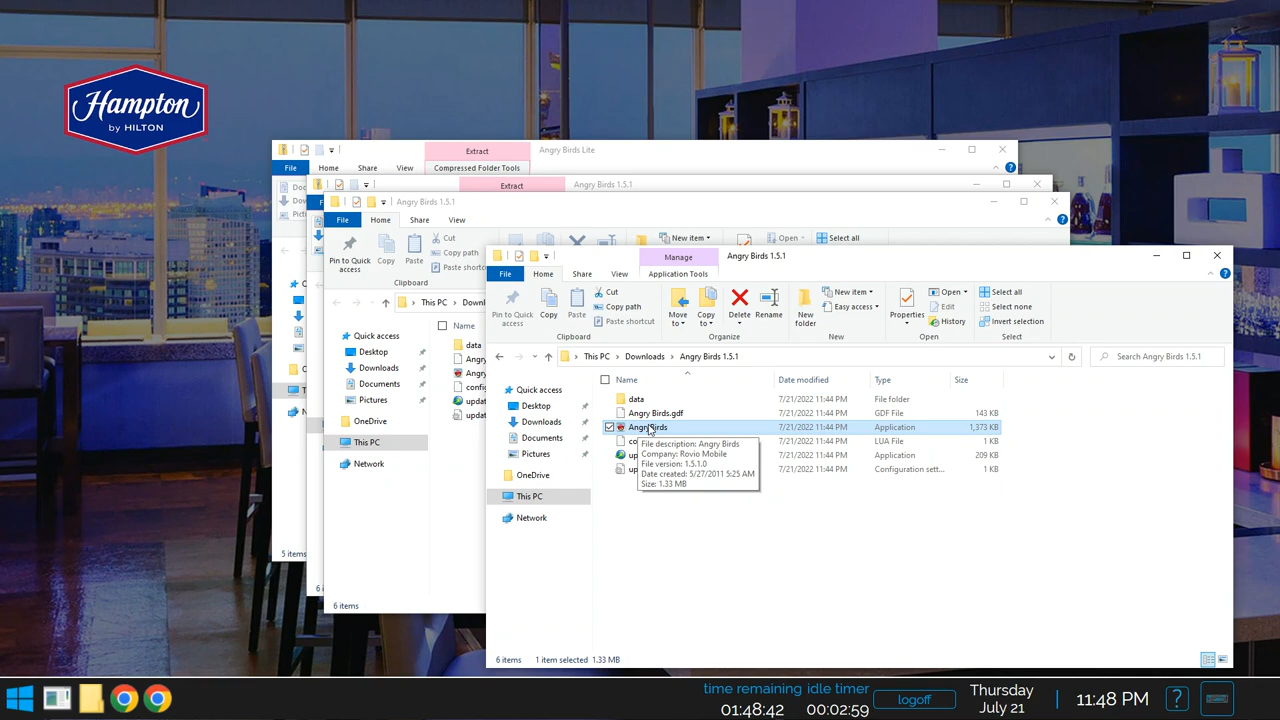 Hampton
by HILTON
Extract
Angry Birds Lite
File
Home
Share
View
Compressed Folder Tools
Extract
Angry Birds 1.5.1
Angry Birds 1.5.1
File
Home
Share
View
Pin to Quick access
Copy
Paste
Cut
Copy path
Clipboard
New item
Open
Select all
This PC
Name
Quick access
Desktop
Downloads
Documents
Pictures
OneDrive
This PC
Network
data
5 items
6 items
Manage
Angry Birds 1.5.1
File
Home
Share
View
Application Tools
Pin to Quick access
Copy
Paste
Cut
Copy path
Paste shortcut
Clipboard
Move to
Copy to
Delete
Rename
Organize
New folder
New item
Easy access
New
Properties
Open
Edit
History
Open
Select all
Select none
Invert selection
Select
This PC > Downloads > Angry Birds 1.5.1
Search Angry Birds 1.5.1
Quick access
Desktop
Downloads
Documents
Pictures
OneDrive
This PC
Network
Name Date modified Type Size
data 7/21/2022 11:44 PM File folder
Angry Birds.gdf 7/21/2022 11:44 PM GDF File 143 KB
AngryBirds 7/21/2022 11:44 PM Application 1,373 KB
7/21/2022 11:44 PM LUA File 1 KB
7/21/2022 11:44 PM Application 209 KB
7/21/2022 11:44 PM Configuration sett... 1 KB
File description: Angry Birds
Company: Rovio Mobile
File version: 1.5.1.0
Date created: 5/27/2011 5:25 AM
Size: 1.33 MB
6 items 1 item selected 1.33 MB
time remaining idle timer
01:48:42 00:02:59
logoff
Thursday
July 21
11:48 PM
?